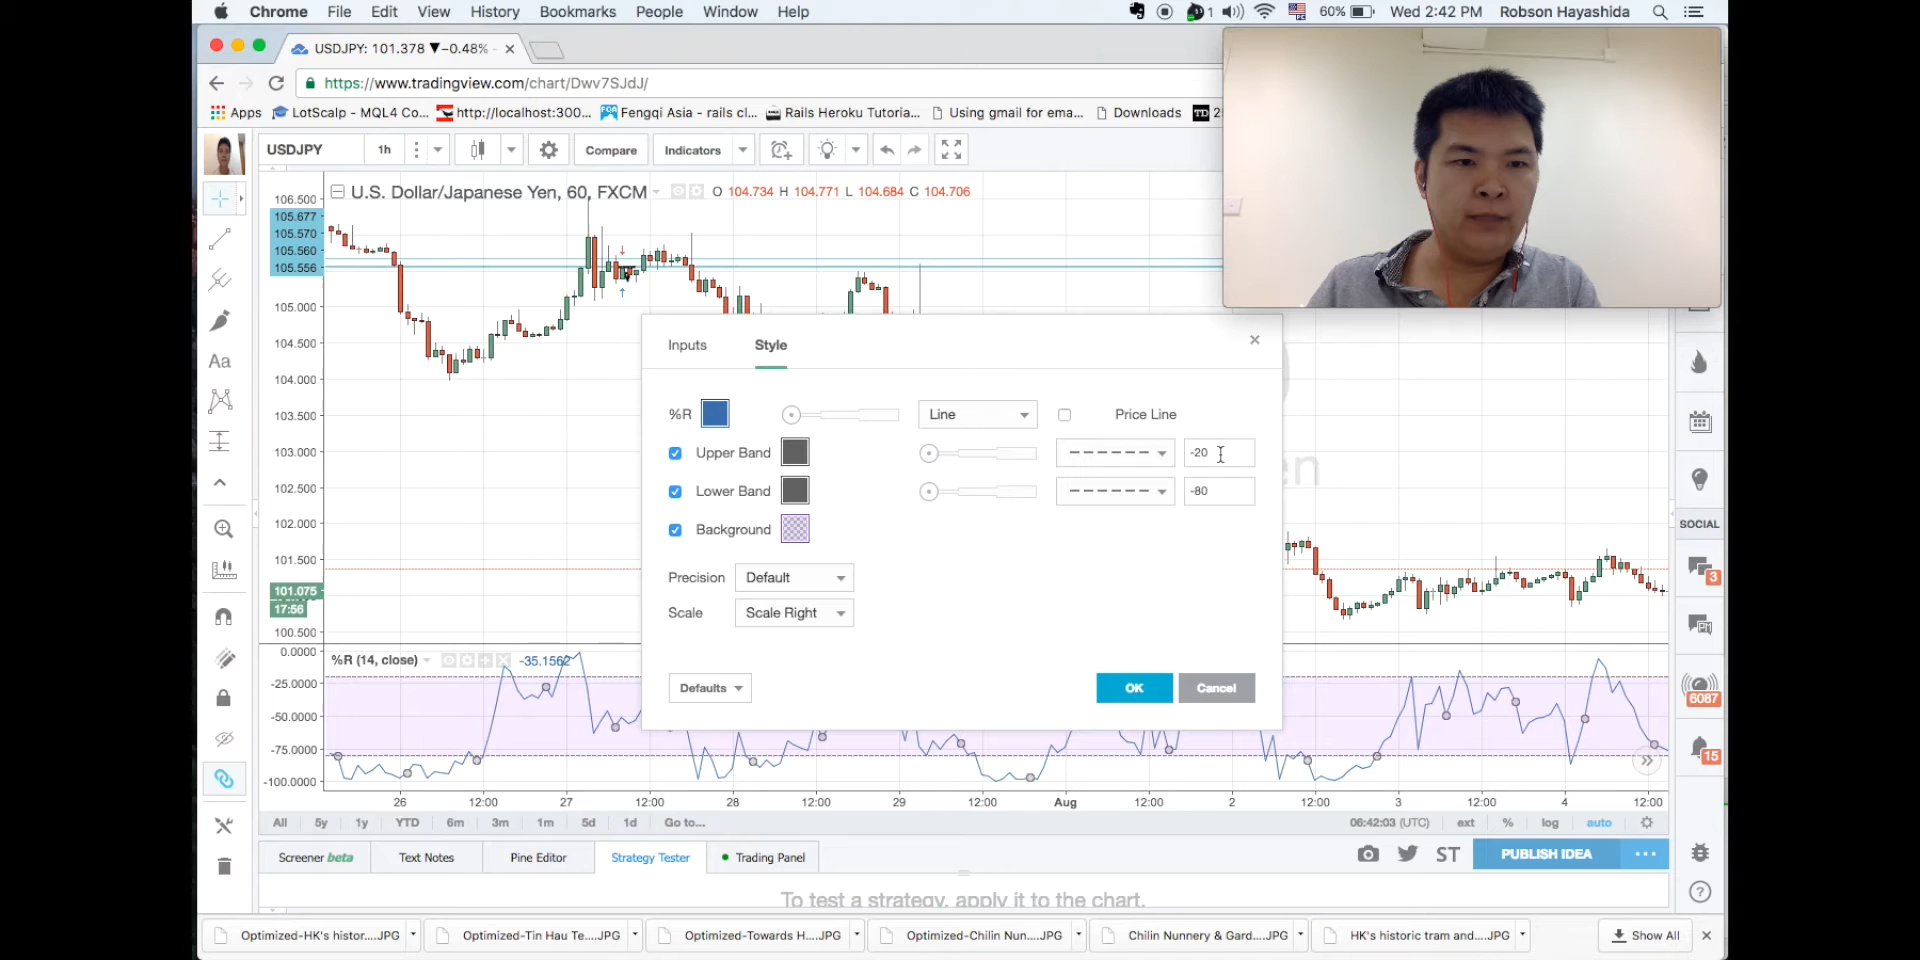 Chrome File Edit View History Bookmarks People Window Help 1 60% Wed 2:42 PM Robson Hayashida
USDJPY: 101.378 ▼−0.48% -
https://www.tradingview.com/chart/Dwv7SJdJ/
Apps LotScalp - MQL4 Co... http://localhost:300... FQA Fengqi Asia - rails cl... Rails Heroku Tutoria... Using gmail for ema... Downloads TD
USDJPY 1h Compare Indicators
U.S. Dollar/Japanese Yen, 60, FXCM O 104.734 H 104.771 L 104.684 C 104.706
106.500
105.677
105.570
105.560
105.556
105.000
104.500
104.000
103.500
103.000
102.500
102.000
101.500
101.075
17:56
100.500
Aa
Inputs Style
%R Line Price Line
Upper Band -20
Lower Band -80
Background
Precision Default
Scale Scale Right
Defaults OK Cancel
SOCIAL
3
6087
15
%R (14, close) -35.1562
0.0000
-25.0000
-50.0000
-75.0000
-100.0000
26 12:00 27 12:00 28 12:00 29 12:00 Aug 12:00 2 12:00 3 12:00 4 12:00
All 5y 1y YTD 6m 3m 1m 5d 1d Go to... 06:42:03 (UTC) ext % log auto
Screener beta Text Notes Pine Editor Strategy Tester Trading Panel ST PUBLISH IDEA
To test a strategy, apply it to the chart.
Optimized-HK's histor....JPG Optimized-Tin Hau Te....JPG Optimized-Towards H....JPG Optimized-Chilin Nun....JPG Chilin Nunnery & Gard....JPG HK's historic tram and....JPG Show All